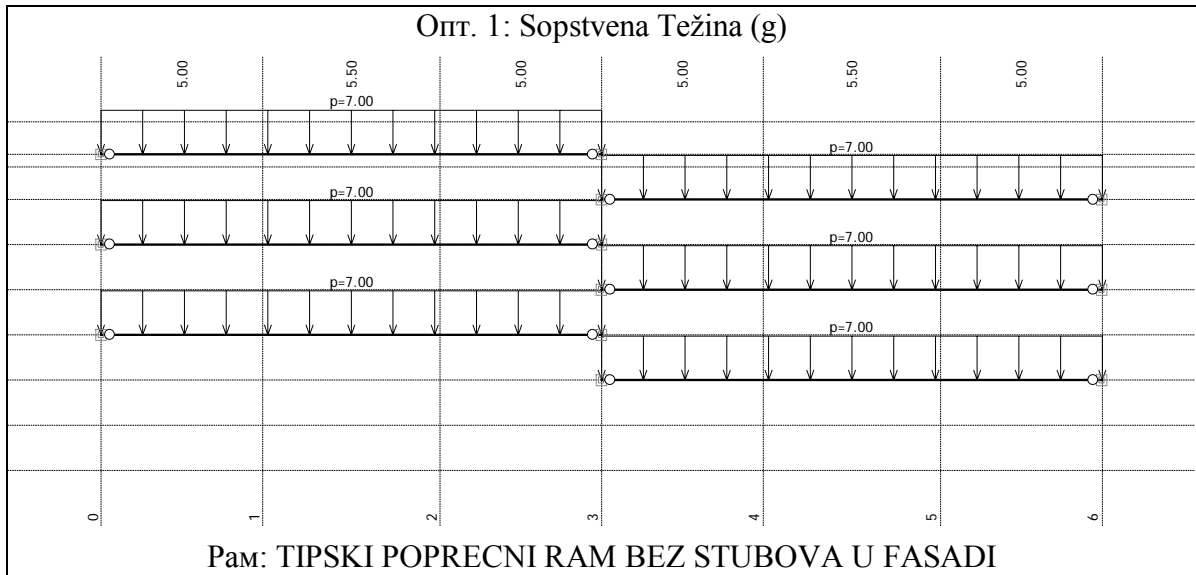 Опт. 1: Sopstvena Težina (g)
5.00 5.50 5.00 5.00 5.50 5.00
p=7.00
p=7.00
p=7.00
p=7.00
p=7.00
p=7.00
0 1 2 3 4 5 6
Рам: TIPSKI POPRECNI RAM BEZ STUBOVA U FASADI